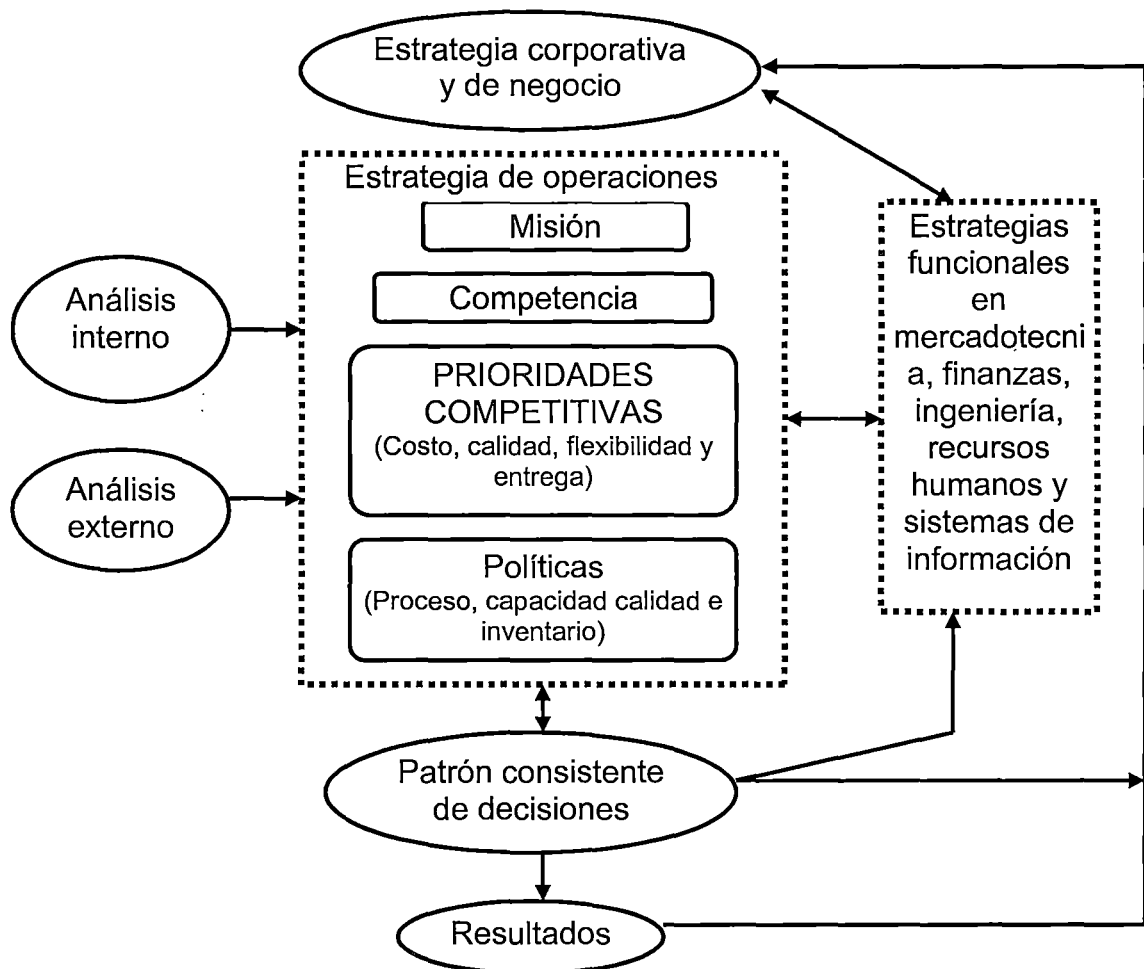 Estrategia corporativa
y de negocio
Estrategia de operaciones
Misión
Competencia
PRIORIDADES
COMPETITIVAS
(Costo, calidad, flexibilidad y
entrega)
Políticas
(Proceso, capacidad calidad e
inventario)
Análisis
interno
Análisis
externo
Estrategias
funcionales
en
mercadotecni
a, finanzas,
ingeniería,
recursos
humanos y
sistemas de
información
Patrón consistente
de decisiones
Resultados